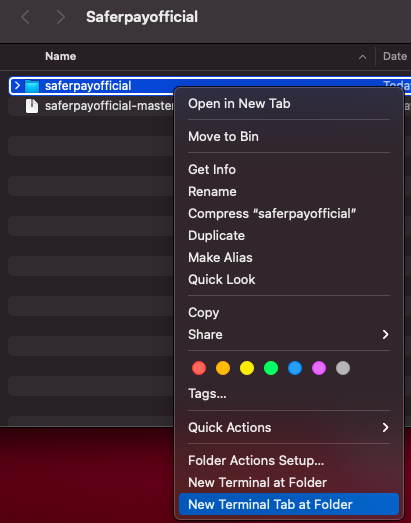 Saferpayofficial
Name
Date
saferpayofficial
Today
saferpayofficial-master
Open in New Tab
Move to Bin
Get Info
Rename
Compress “saferpayofficial”
Duplicate
Make Alias
Quick Look
Copy
Share
Tags...
Quick Actions
Folder Actions Setup...
New Terminal at Folder
New Terminal Tab at Folder